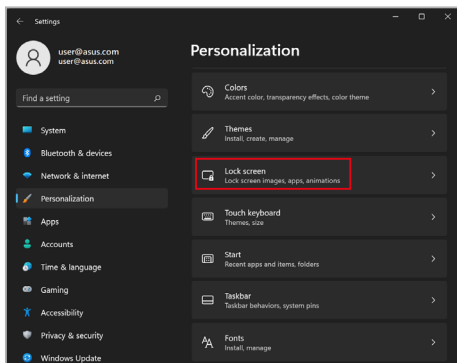 Settings
user@asus.com
user@asus.com
Find a setting
System
Bluetooth & devices
Network & internet
Personalization
Apps
Accounts
Time & language
Gaming
Accessibility
Privacy & security
Windows Update
Personalization
Colors
Accent color, transparency effects, color theme
Themes
Install, create, manage
Lock screen
Lock screen images, apps, animations
Touch keyboard
Themes, size
Start
Recent apps and items, folders
Taskbar
Taskbar behaviors, system pins
Fonts
Install, manage